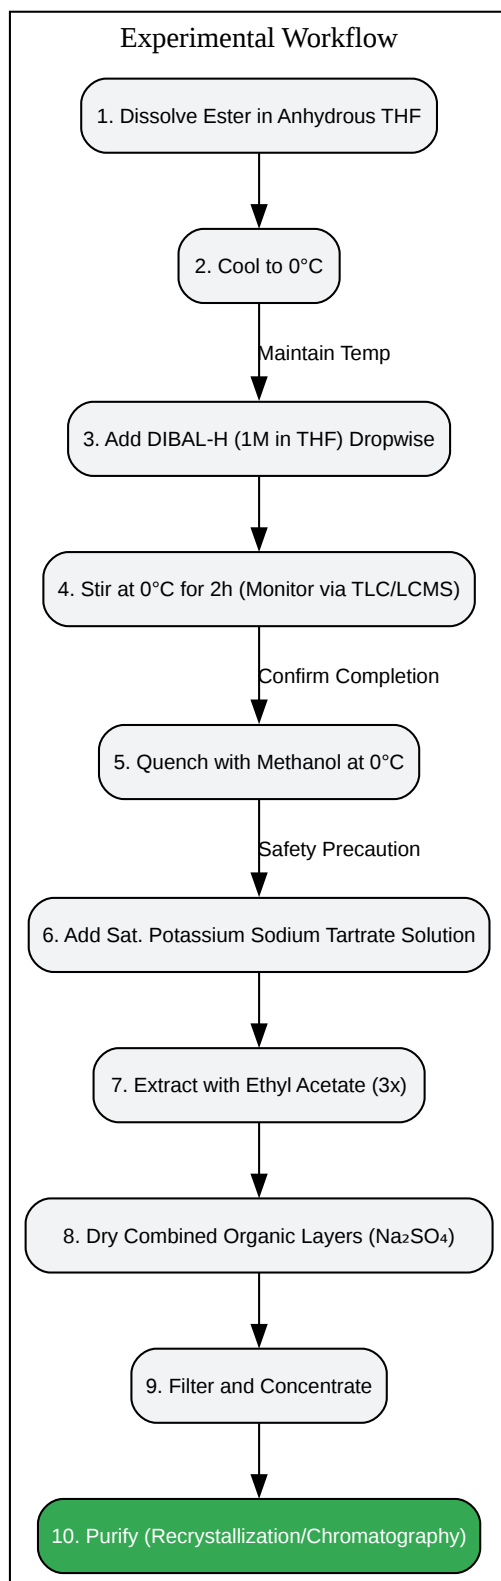 Experimental Workflow
1. Dissolve Ester in Anhydrous THF
2. Cool to 0°C
Maintain Temp
3. Add DIBAL-H (1M in THF) Dropwise
4. Stir at 0°C for 2h (Monitor via TLC/LCMS)
Confirm Completion
5. Quench with Methanol at 0°C
Safety Precaution
6. Add Sat. Potassium Sodium Tartrate Solution
7. Extract with Ethyl Acetate (3x)
8. Dry Combined Organic Layers (Na₂SO₄)
9. Filter and Concentrate
10. Purify (Recrystallization/Chromatography)